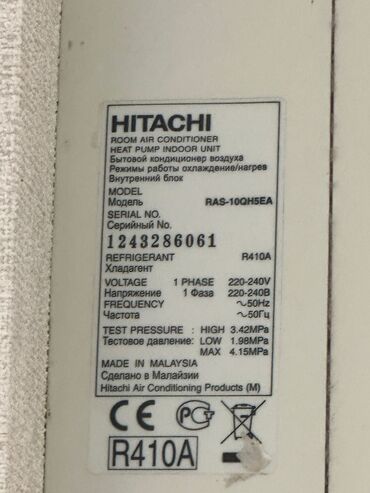 HITACHI
ROOM AIR CONDITIONER
HEAT PUMP INDOOR UNIT
Бытовой кондиционер воздуха
Режимы работы охлаждение/нагрев
Внутренний блок
MODEL
Модель RAS-10QH5EA
SERIAL NO.
Серийный No.
1243286061
REFRIGERANT R410A
Хладагент
VOLTAGE 1 PHASE 220-240V
Напряжение 1 Фаза 220-240В
FREQUENCY ~50Hz
Частота ~50Гц
TEST PRESSURE : HIGH 3.42MPa
Тестовое давление: LOW 1.98MPa
MAX 4.15MPa
MADE IN MALAYSIA
Сделано в Малайзии
Hitachi Air Conditioning Products (M)
CE РСТ
R410A